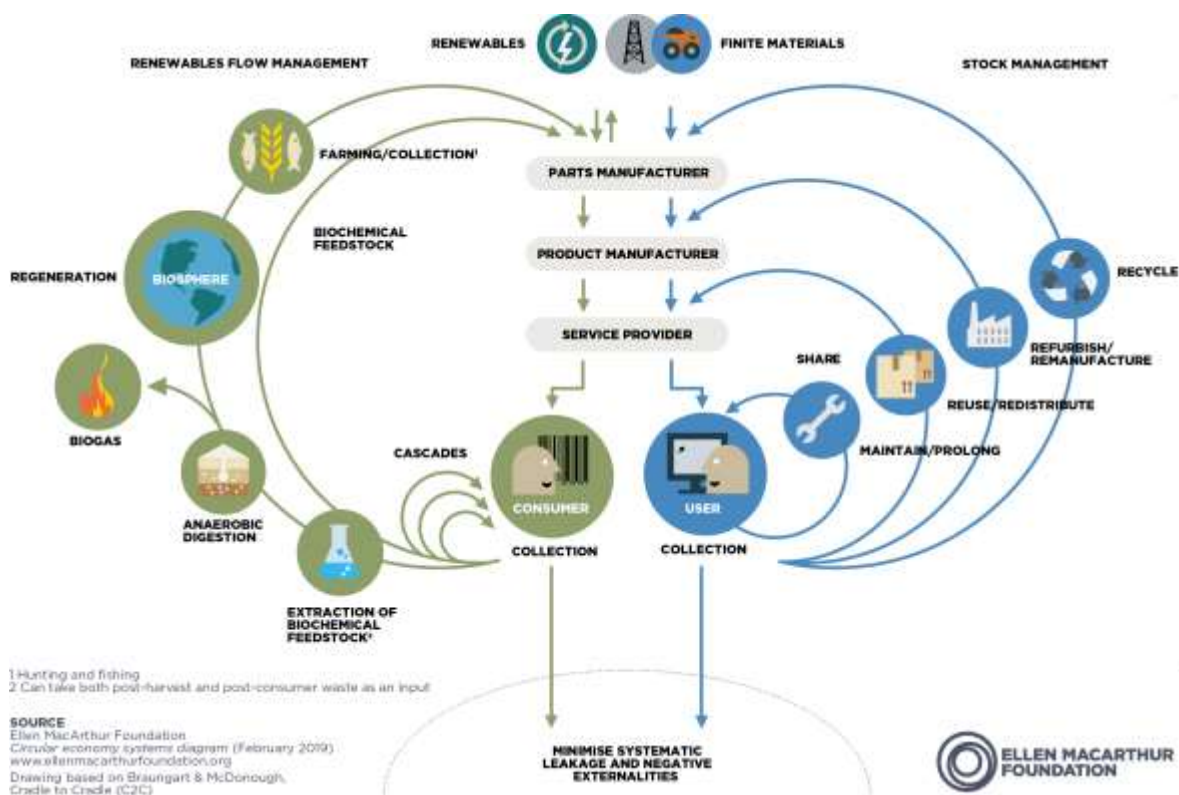 RENEWABLES
FINITE MATERIALS
RENEWABLES FLOW MANAGEMENT
STOCK MANAGEMENT
FARMING/COLLECTION¹
PARTS MANUFACTURER
BIOCHEMICAL
FEEDSTOCK
PRODUCT MANUFACTURER
REGENERATION
BIOSPHERE
RECYCLE
SERVICE PROVIDER
SHARE
REFURBISH/
REMANUFACTURE
REUSE/REDISTRIBUTE
BIOGAS
CASCADES
MAINTAIN/PROLONG
CONSUMER
USER
ANAEROBIC
DIGESTION
COLLECTION
COLLECTION
EXTRACTION OF
BIOCHEMICAL
FEEDSTOCK²
1 Hunting and fishing
2 Can take both post-harvest and post-consumer waste as an input
SOURCE
Ellen MacArthur Foundation
Circular economy systems diagram (February 2019)
www.ellenmacarthurfoundation.org
Drawing based on Braungart & McDonough,
Cradle to Cradle (C2C)
MINIMISE SYSTEMATIC
LEAKAGE AND NEGATIVE
EXTERNALITIES
ELLEN MACARTHUR
FOUNDATION